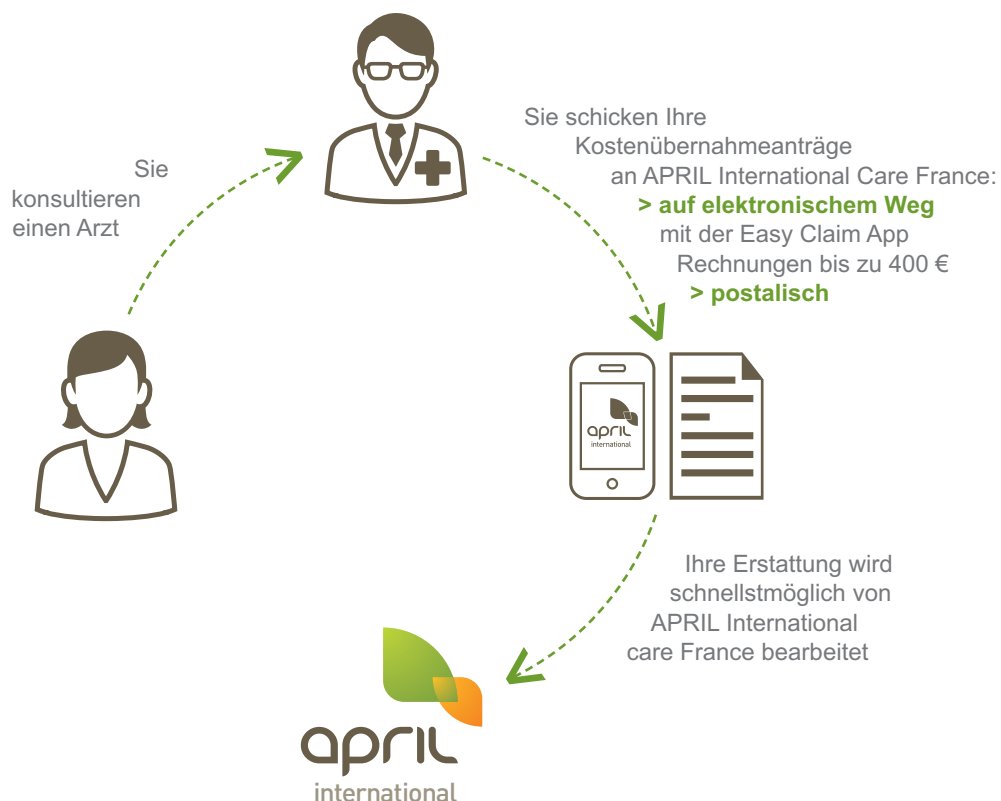 Sie
konsultieren
einen Arzt
Sie schicken Ihre
Kostenübernahmeanträge
an APRIL International Care France:
> auf elektronischem Weg
mit der Easy Claim App
Rechnungen bis zu 400 €
> postalisch
april
international
Ihre Erstattung wird
schnellstmöglich von
APRIL International
care France bearbeitet
april
international